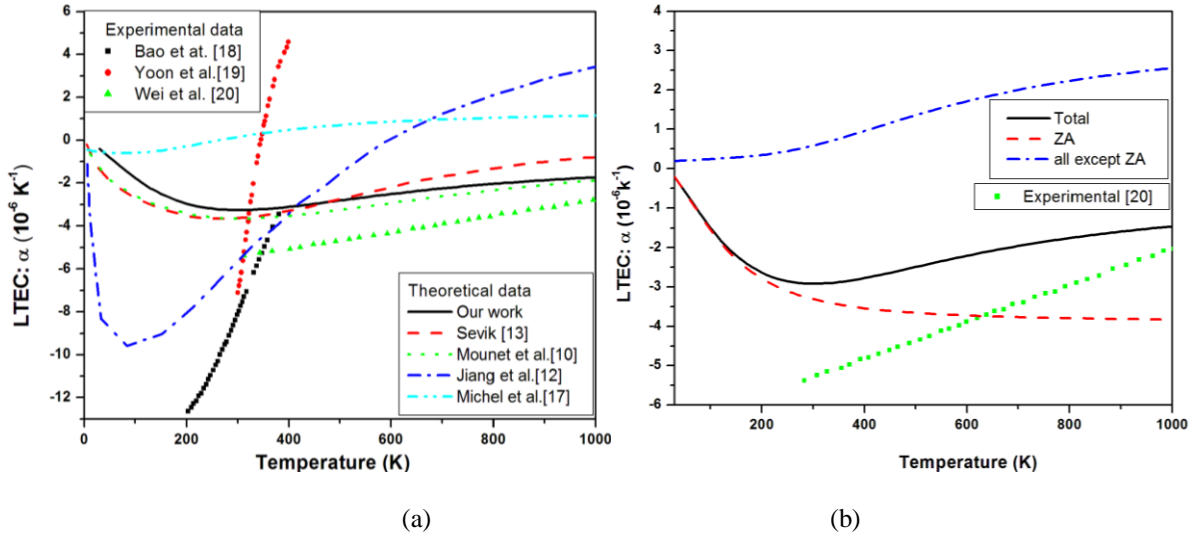 6
4
2
0
-2
-4
-6
-8
-10
-12
LTEC: α (10⁻⁶ K⁻¹)
Experimental data
Bao et at. [18]
Yoon et al.[19]
Wei et al. [20]
Theoretical data
Our work
Sevik [13]
Mounet et al.[10]
Jiang et al.[12]
Michel et al.[17]
0
200
400
600
800
1000
Temperature (K)
(a)
4
3
2
1
0
-1
-2
-3
-4
-5
-6
LTEC: α (10⁻⁶k⁻¹)
Total
ZA
all except ZA
Experimental [20]
200
400
600
800
1000
Temperature (K)
(b)